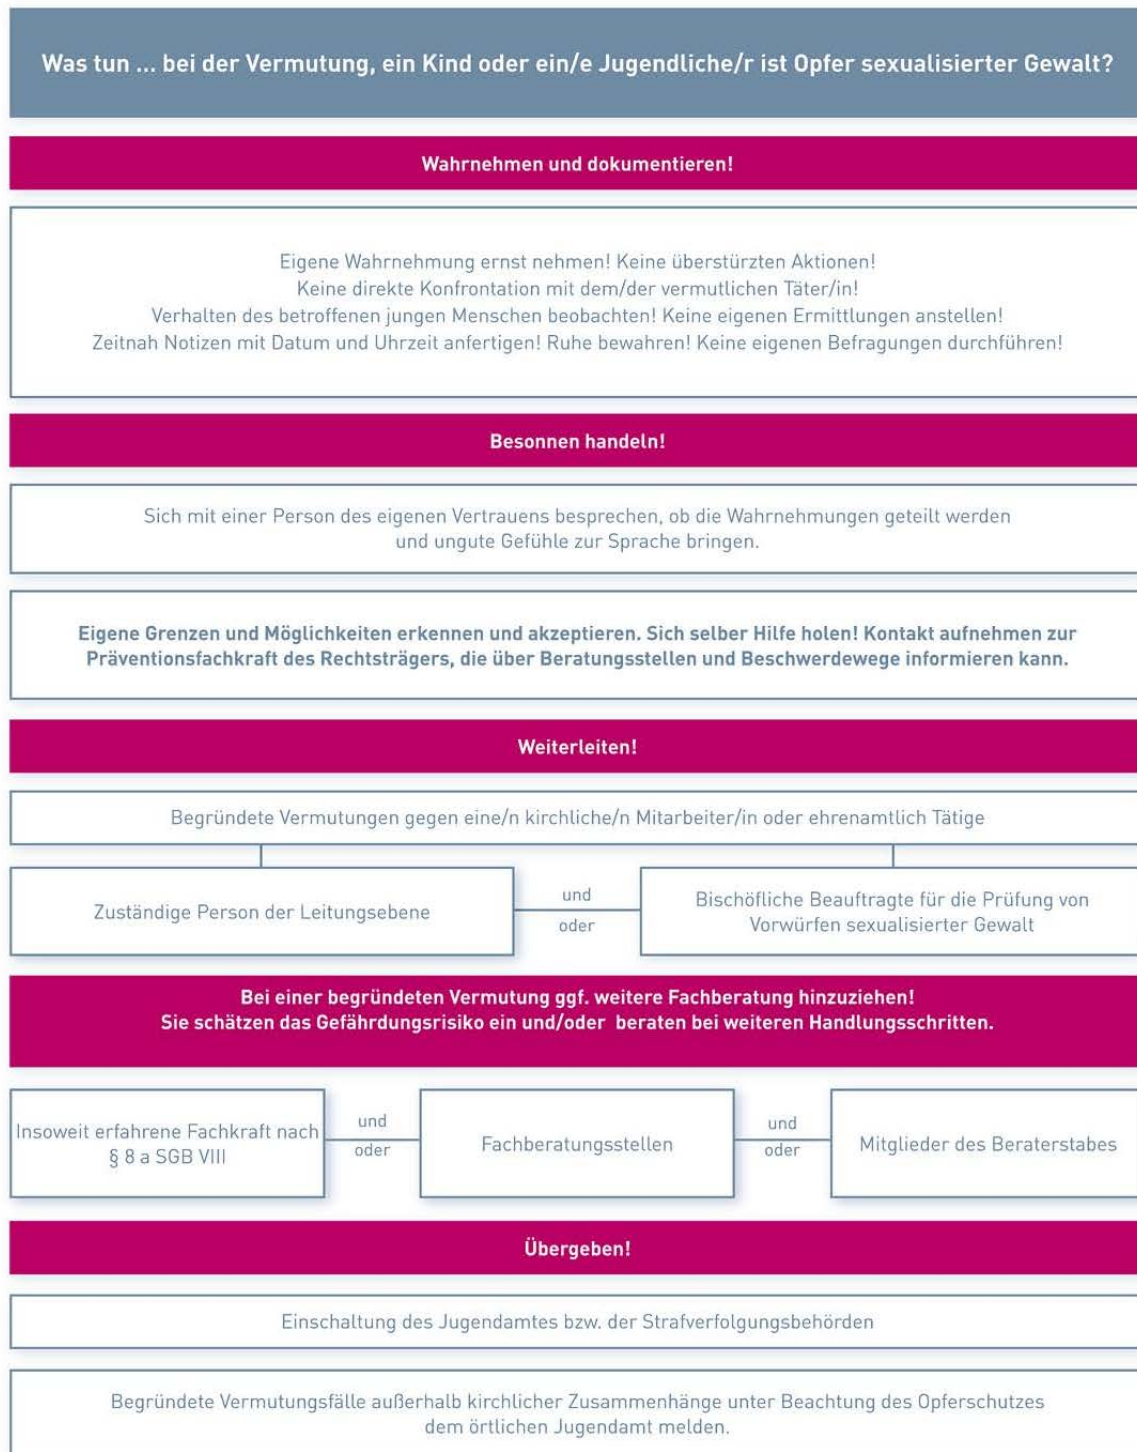 Was tun ... bei der Vermutung, ein Kind oder ein/e Jugendliche/r ist Opfer sexualisierter Gewalt?
Wahrnehmen und dokumentieren!
Eigene Wahrnehmung ernst nehmen! Keine überstürzten Aktionen!
Keine direkte Konfrontation mit dem/der vermutlichen Täter/in!
Verhalten des betroffenen jungen Menschen beobachten! Keine eigenen Ermittlungen anstellen!
Zeitnah Notizen mit Datum und Uhrzeit anfertigen! Ruhe bewahren! Keine eigenen Befragungen durchführen!
Besonnen handeln!
Sich mit einer Person des eigenen Vertrauens besprechen, ob die Wahrnehmungen geteilt werden
und ungute Gefühle zur Sprache bringen.
Eigene Grenzen und Möglichkeiten erkennen und akzeptieren. Sich selber Hilfe holen! Kontakt aufnehmen zur
Präventionsfachkraft des Rechtsträgers, die über Beratungsstellen und Beschwerdewege informieren kann.
Weiterleiten!
Begründete Vermutungen gegen eine/n kirchliche/n Mitarbeiter/in oder ehrenamtlich Tätige
Zuständige Person der Leitungsebene
und
oder
Bischöfliche Beauftragte für die Prüfung von
Vorwürfen sexualisierter Gewalt
Bei einer begründeten Vermutung ggf. weitere Fachberatung hinzuziehen!
Sie schätzen das Gefährdungsrisiko ein und/oder beraten bei weiteren Handlungsschritten.
Insoweit erfahrene Fachkraft nach
§ 8 a SGB VIII
und
oder
Fachberatungsstellen
und
oder
Mitglieder des Beraterstabes
Übergeben!
Einschaltung des Jugendamtes bzw. der Strafverfolgungsbehörden
Begründete Vermutungsfälle außerhalb kirchlicher Zusammenhänge unter Beachtung des Opferschutzes
dem örtlichen Jugendamt melden.